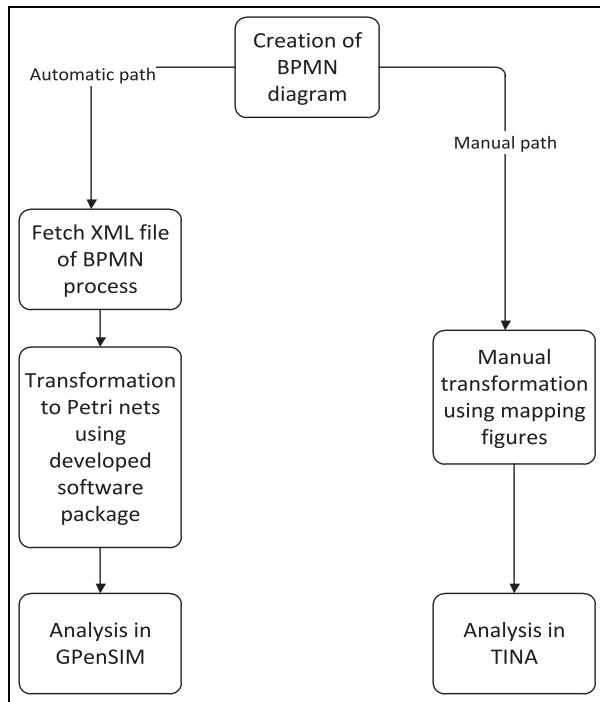 Creation of
BPMN
diagram
Automatic path
Manual path
Fetch XML file
of BPMN
process
Transformation
to Petri nets
using
developed
software
package
Manual
transformation
using mapping
figures
Analysis in
GPenSIM
Analysis in
TINA